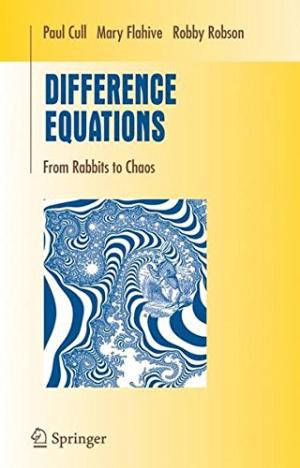 Paul Cull Mary Flahive Robby Robson
DIFFERENCE
EQUATIONS
From Rabbits to Chaos
Springer